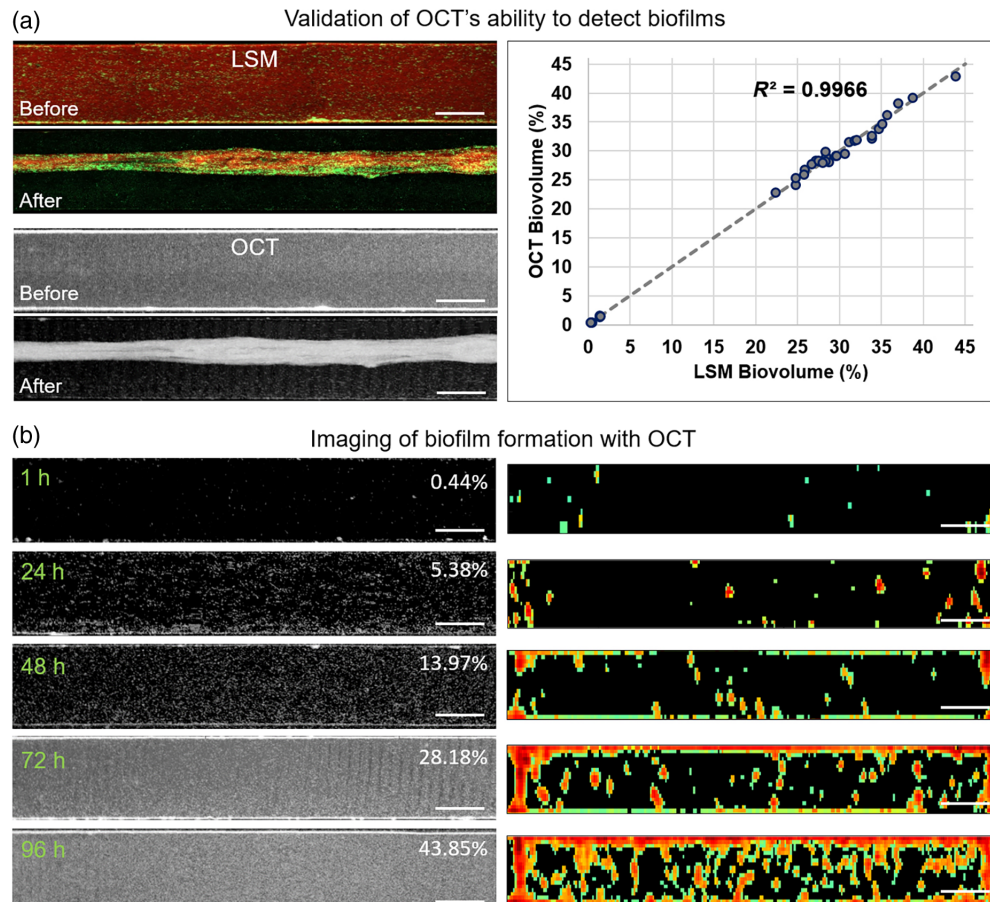 (a)
Validation of OCT’s ability to detect biofilms
LSM
Before
After
OCT
Before
After
OCT Biovolume (%)
45
40
35
30
25
20
15
10
5
0
R² = 0.9966
0 5 10 15 20 25 30 35 40 45
LSM Biovolume (%)
(b)
Imaging of biofilm formation with OCT
1 h
0.44%
24 h
5.38%
48 h
13.97%
72 h
28.18%
96 h
43.85%